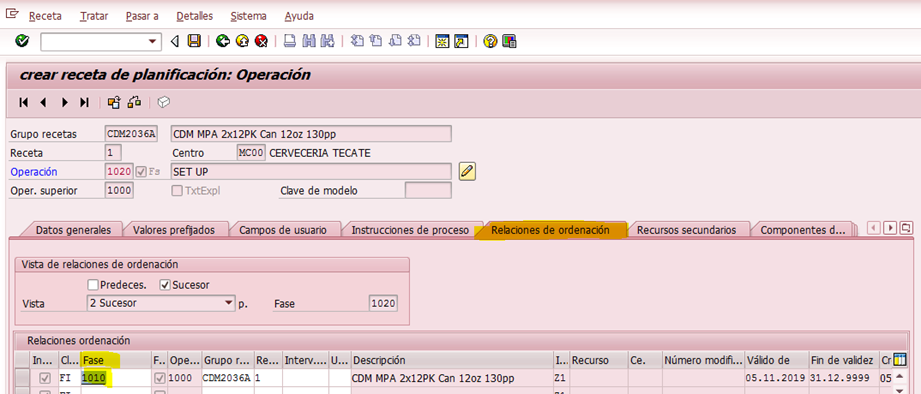 Receta Tratar Pasar a Detalles Sistema Ayuda
crear receta de planificación: Operación
Grupo recetas CDM2036A CDM MPA 2x12PK Can 12oz 130pp
Receta 1 Centro MC00 CERVECERIA TECATE
Operación 1020 Fs SET UP
Oper. superior 1000 TxtExpl Clave de modelo
Datos generales Valores prefijados Campos de usuario Instrucciones de proceso Relaciones de ordenación Recursos secundarios Componentes d...
Vista de relaciones de ordenación
Predeces. Sucesor
Vista 2 Sucesor p. Fase 1020
Relaciones ordenación
In... Cl... Fase F... Ope... Grupo r... Re... Interv.... U... Descripción I... Recurso Ce. Número modifi... Válido de Fin de validez Cr
FI 1010 1000 CDM2036A 1 CDM MPA 2x12PK Can 12oz 130pp Z1 05.11.2019 31.12.9999 05